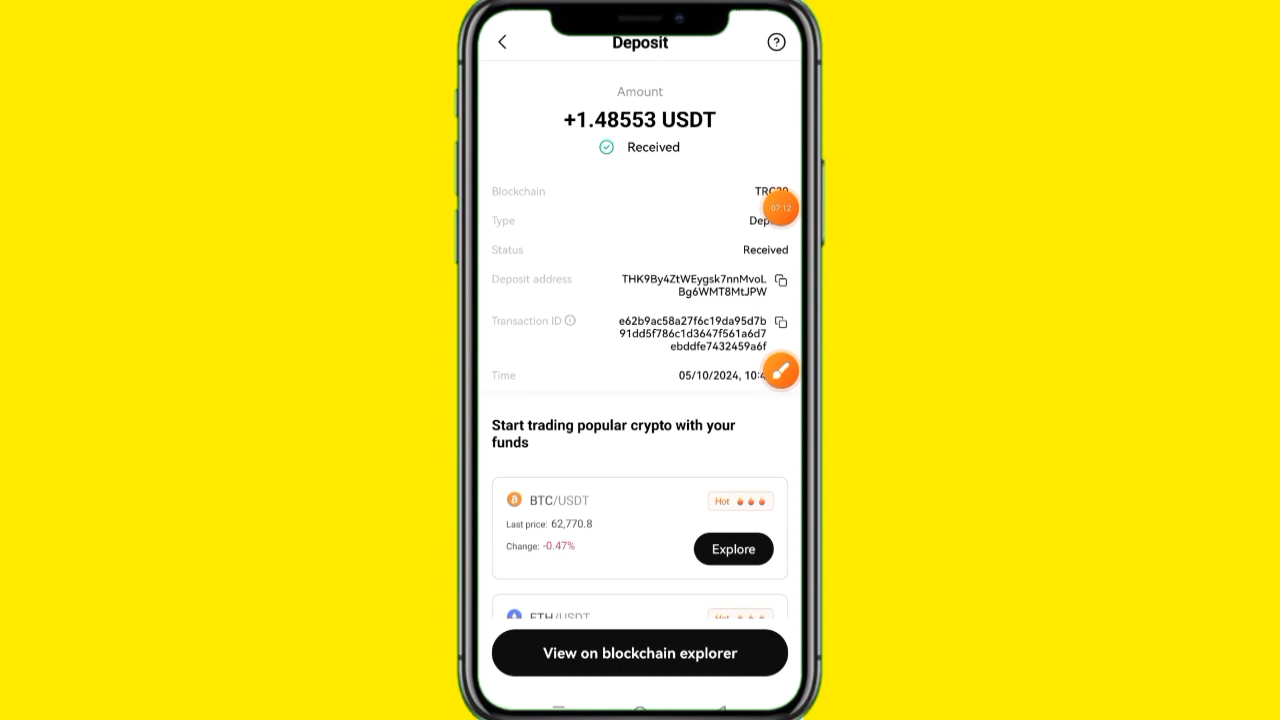 Deposit
Amount
+1.48553 USDT
Received
Blockchain
07:12
Type
Status Received
Deposit address THK9By4ZtWEygsk7nnMvoL
Bg6WMT8MtJPW
Transaction ID e62b9ac58a27f6c19da95d7b
91dd5f786c1d3647f561a6d7
ebddfe7432459a6f
Time 05/10/2024,
Start trading popular crypto with your
funds
BTC/USDT Hot
Last price: 62,770.8
Change: -0.47%
Explore
ETH/USDT Hot
View on blockchain explorer